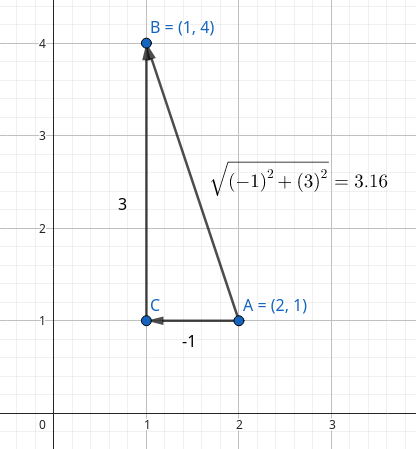 B = (1, 4)
4
3
√(-1)² + (3)² = 3.16
3
2
C
A = (2, 1)
1
-1
0
1
2
3